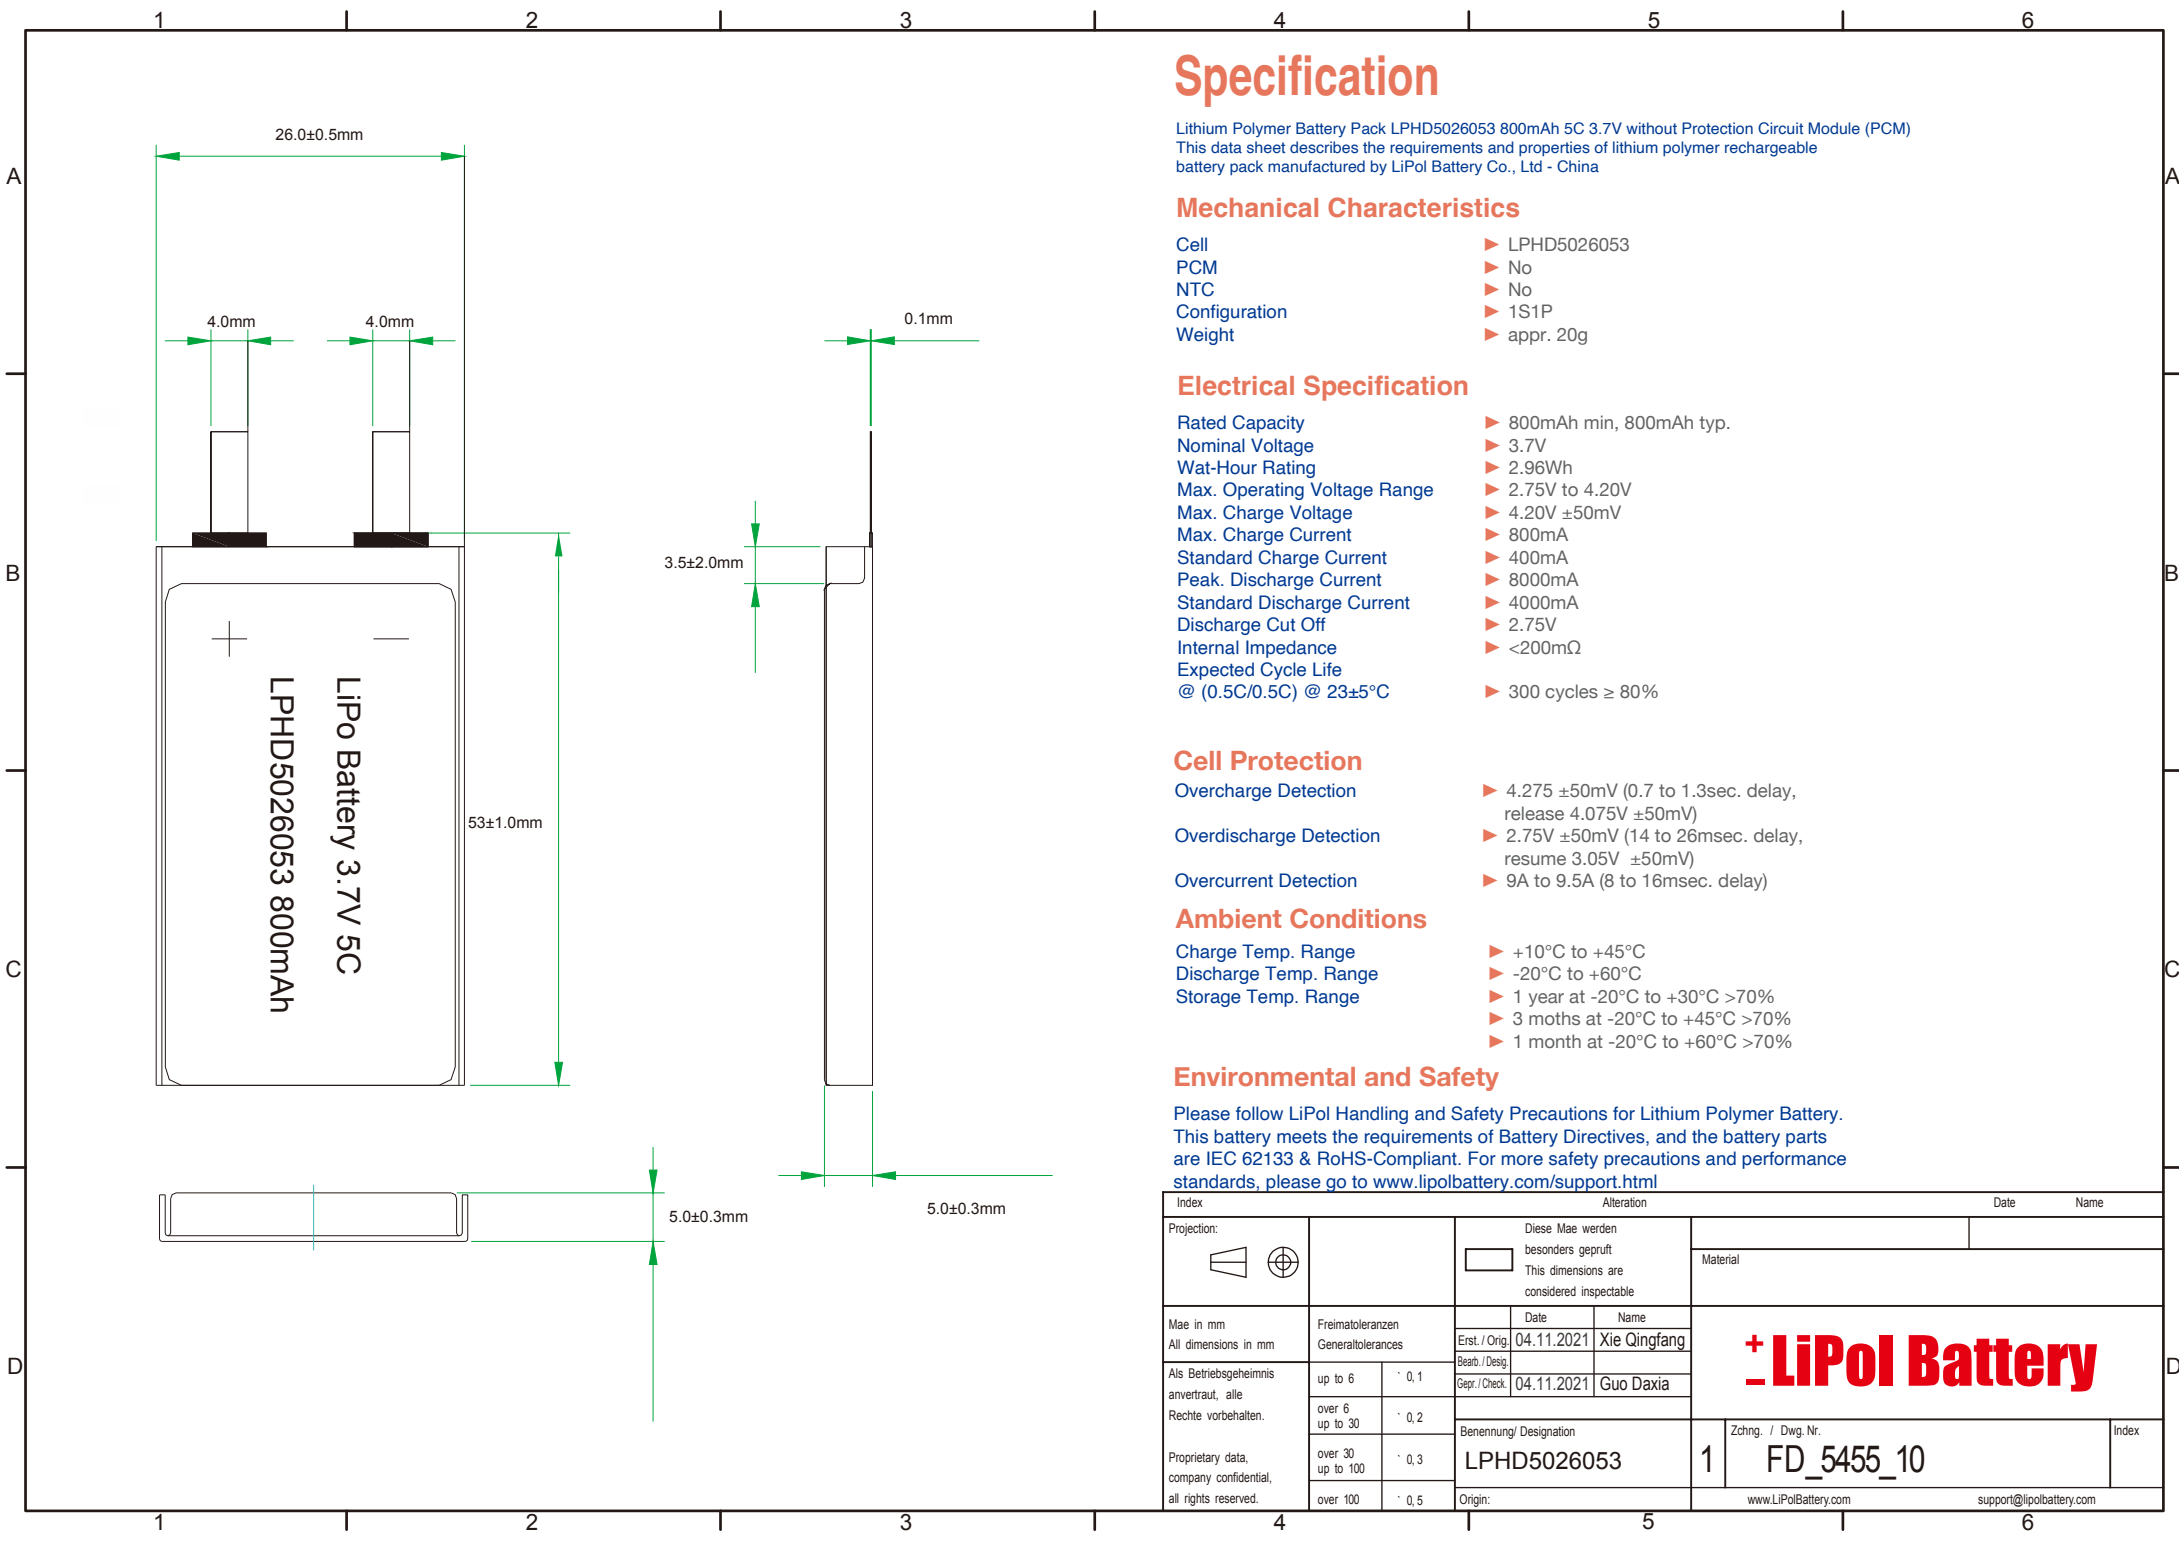 1 2 3 4 5 6
A A
B B
C C
D D
26.0±0.5mm
4.0mm 4.0mm
0.1mm
3.5±2.0mm
53±1.0mm
LiPo Battery 3.7V 5C
LPHD5026053 800mAh
5.0±0.3mm
5.0±0.3mm
Specification
Lithium Polymer Battery Pack LPHD5026053 800mAh 5C 3.7V without Protection Circuit Module (PCM)
This data sheet describes the requirements and properties of lithium polymer rechargeable
battery pack manufactured by LiPol Battery Co., Ltd - China
Mechanical Characteristics
Cell ► LPHD5026053
PCM ► No
NTC ► No
Configuration ► 1S1P
Weight ► appr. 20g
Electrical Specification
Rated Capacity ► 800mAh min, 800mAh typ.
Nominal Voltage ► 3.7V
Wat-Hour Rating ► 2.96Wh
Max. Operating Voltage Range ► 2.75V to 4.20V
Max. Charge Voltage ► 4.20V ±50mV
Max. Charge Current ► 800mA
Standard Charge Current ► 400mA
Peak. Discharge Current ► 8000mA
Standard Discharge Current ► 4000mA
Discharge Cut Off ► 2.75V
Internal Impedance ► <200mΩ
Expected Cycle Life
@ (0.5C/0.5C) @ 23±5°C ► 300 cycles ≥ 80%
Cell Protection
Overcharge Detection ► 4.275 ±50mV (0.7 to 1.3sec. delay,
release 4.075V ±50mV)
Overdischarge Detection ► 2.75V ±50mV (14 to 26msec. delay,
resume 3.05V ±50mV)
Overcurrent Detection ► 9A to 9.5A (8 to 16msec. delay)
Ambient Conditions
Charge Temp. Range ► +10°C to +45°C
Discharge Temp. Range ► -20°C to +60°C
Storage Temp. Range ► 1 year at -20°C to +30°C >70%
► 3 moths at -20°C to +45°C >70%
► 1 month at -20°C to +60°C >70%
Environmental and Safety
Please follow LiPol Handling and Safety Precautions for Lithium Polymer Battery.
This battery meets the requirements of Battery Directives, and the battery parts
are IEC 62133 & RoHS-Compliant. For more safety precautions and performance
standards, please go to www.lipolbattery.com/support.html
Index Alteration Date Name
Projection:
Diese Mae werden
besonders gepruft
This dimensions are
considered inspectable
Material
Mae in mm
All dimensions in mm
Freimatoleranzen
Generaltolerances
Date Name
Erst. / Orig. 04.11.2021 Xie Qingfang
Bearb. / Desig.
Gepr. / Check. 04.11.2021 Guo Daxia
Als Betriebsgeheimnis
anvertraut, alle
Rechte vorbehalten.
Proprietary data,
company confidential,
all rights reserved.
up to 6 ` 0, 1
over 6
up to 30 ` 0, 2
over 30
up to 100 ` 0, 3
over 100 ` 0, 5
Benennung/ Designation
LPHD5026053
Origin:
+ − LiPol Battery
1
Zchng. / Dwg. Nr.
FD_5455_10
Index
www.LiPolBattery.com support@lipolbattery.com
1 2 3 4 5 6